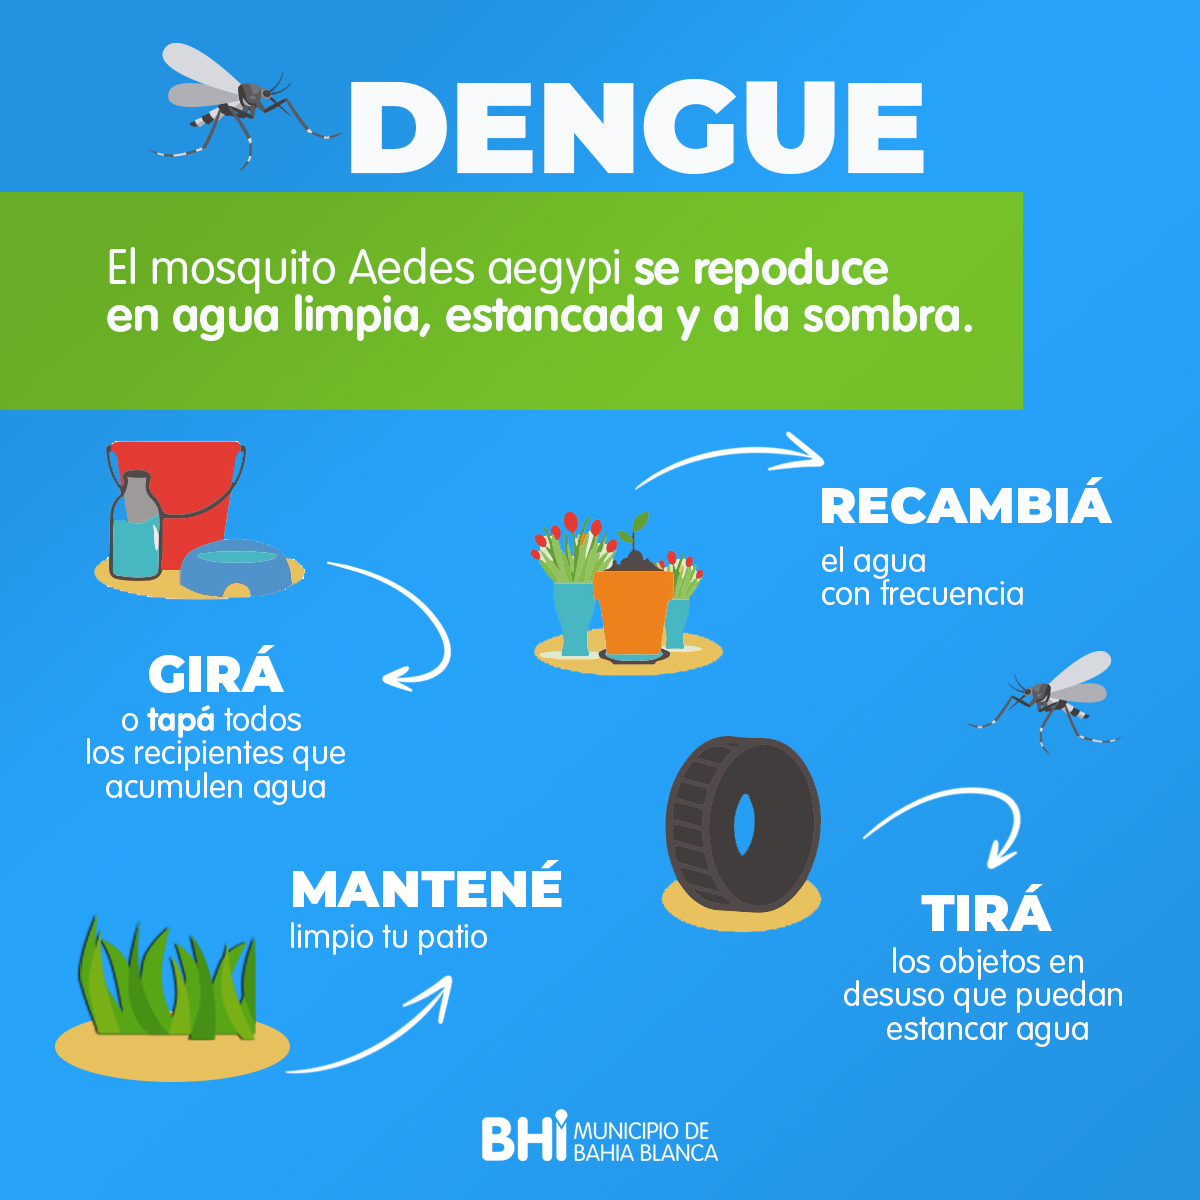 DENGUE
El mosquito Aedes aegypi se repoduce
en agua limpia, estancada y a la sombra.
RECAMBIÁ
el agua
con frecuencia
GIRÁ
o tapá todos
los recipientes que
acumulen agua
MANTENÉ
limpio tu patio
TIRÁ
los objetos en
desuso que puedan
estancar agua
BHi MUNICIPIO DE
BAHIA BLANCA